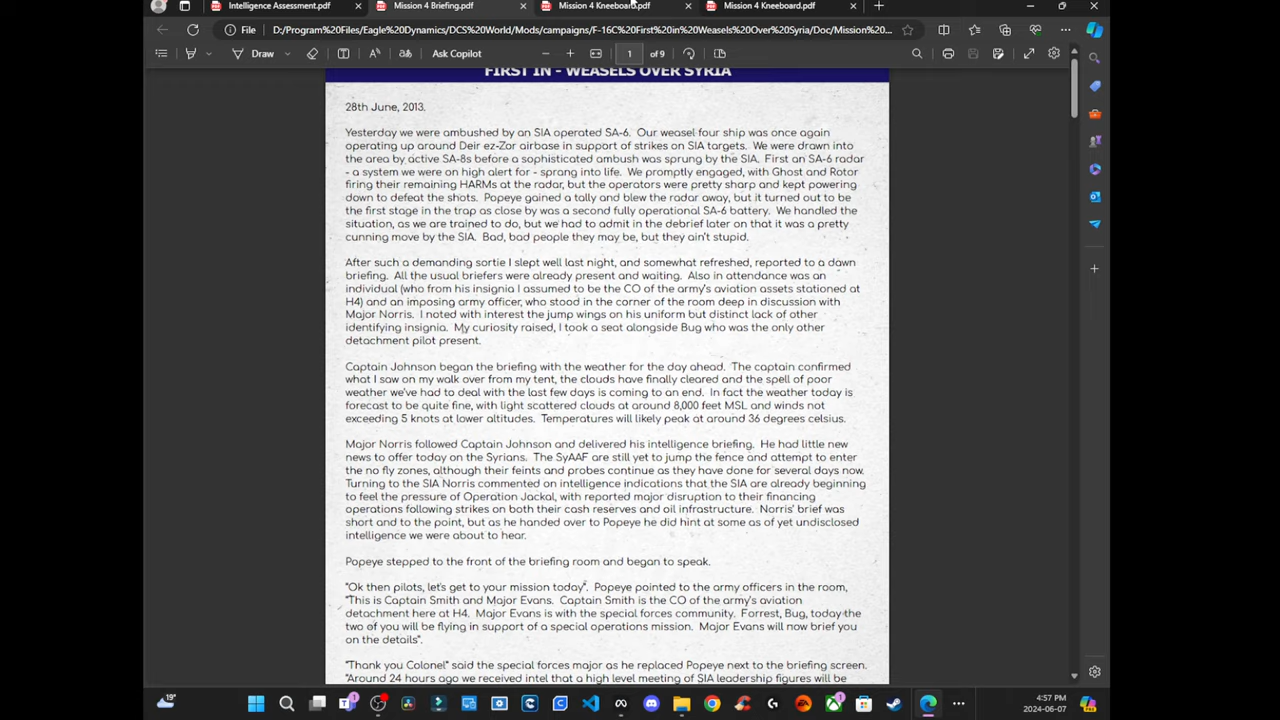 Intelligence Assessment.pdf
Mission 4 Briefing.pdf
Mission 4 Kneeboard.pdf
Mission 4 Kneeboard.pdf
File
D:/Program%20Files/Eagle%20Dynamics/DCS%20World/Mods/campaigns/F-16C%20First%20in%20Weasels%20Over%20Syria/Doc/Mission%20...
Draw
Ask Copilot
1 of 9
FIRST IN - WEASELS OVER SYRIA
28th June, 2013.
Yesterday we were ambushed by an SIA operated SA-6. Our weasel four ship was once again
operating up around Deir ez-Zor airbase in support of strikes on SIA targets. We were drawn into
the area by active SA-8s before a sophisticated ambush was sprung by the SIA. First an SA-6 radar
- a system we were on high alert for - sprang into life. We promptly engaged, with Ghost and Rotor
firing their remaining HARMs at the radar, but the operators were pretty sharp and kept powering
down to defeat the shots. Popeye gained a tally and blew the radar away, but it turned out to be
the first stage in the trap as close by was a second fully operational SA-6 battery. We handled the
situation, as we are trained to do, but we had to admit in the debrief later on that it was a pretty
cunning move by the SIA. Bad, bad people they may be, but they ain't stupid.
After such a demanding sortie I slept well last night, and somewhat refreshed, reported to a dawn
briefing. All the usual briefers were already present and waiting. Also in attendance was an
individual (who from his insignia I assumed to be the CO of the army's aviation assets stationed at
H4) and an imposing army officer, who stood in the corner of the room deep in discussion with
Major Norris. I noted with interest the jump wings on his uniform but distinct lack of other
identifying insignia. My curiosity raised, I took a seat alongside Bug who was the only other
detachment pilot present.
Captain Johnson began the briefing with the weather for the day ahead. The captain confirmed
what I saw on my walk over from my tent, the clouds have finally cleared and the spell of poor
weather we've had to deal with the last few days is coming to an end. In fact the weather today is
forecast to be quite fine, with light scattered clouds at around 8,000 feet MSL and winds not
exceeding 5 knots at lower altitudes. Temperatures will likely peak at around 36 degrees celsius.
Major Norris followed Captain Johnson and delivered his intelligence briefing. He had little new
news to offer today on the Syrians. The SyAAF are still yet to jump the fence and attempt to enter
the no fly zones, although their feints and probes continue as they have done for several days now.
Turning to the SIA Norris commented on intelligence indications that the SIA are already beginning
to feel the pressure of Operation Jackal, with reported major disruption to their financing
operations following strikes on both their cash reserves and oil infrastructure. Norris' brief was
short and to the point, but as he handed over to Popeye he did hint at some as of yet undisclosed
intelligence we were about to hear.
Popeye stepped to the front of the briefing room and began to speak.
"Ok then pilots, let's get to your mission today". Popeye pointed to the army officers in the room,
"This is Captain Smith and Major Evans. Captain Smith is the CO of the army's aviation
detachment here at H4. Major Evans is with the special forces community. Forrest, Bug, today the
two of you will be flying in support of a special operations mission. Major Evans will now brief you
on the details".
"Thank you Colonel" said the special forces major as he replaced Popeye next to the briefing screen.
"Around 24 hours ago we received intel that a high level meeting of SIA leadership figures will be
19°
4:57 PM
2024-06-07